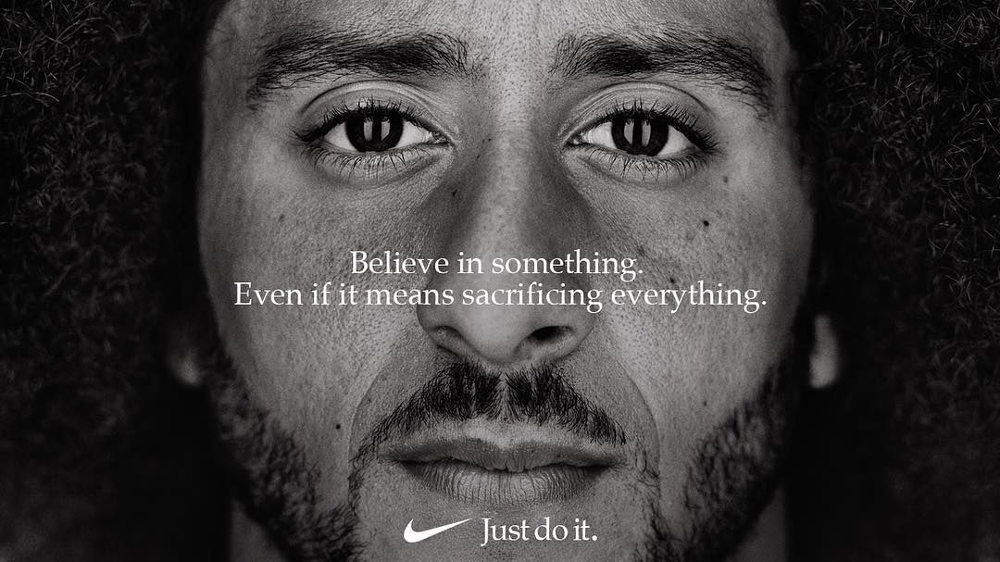 Believe in something.
Even if it means sacrificing everything.
Just do it.